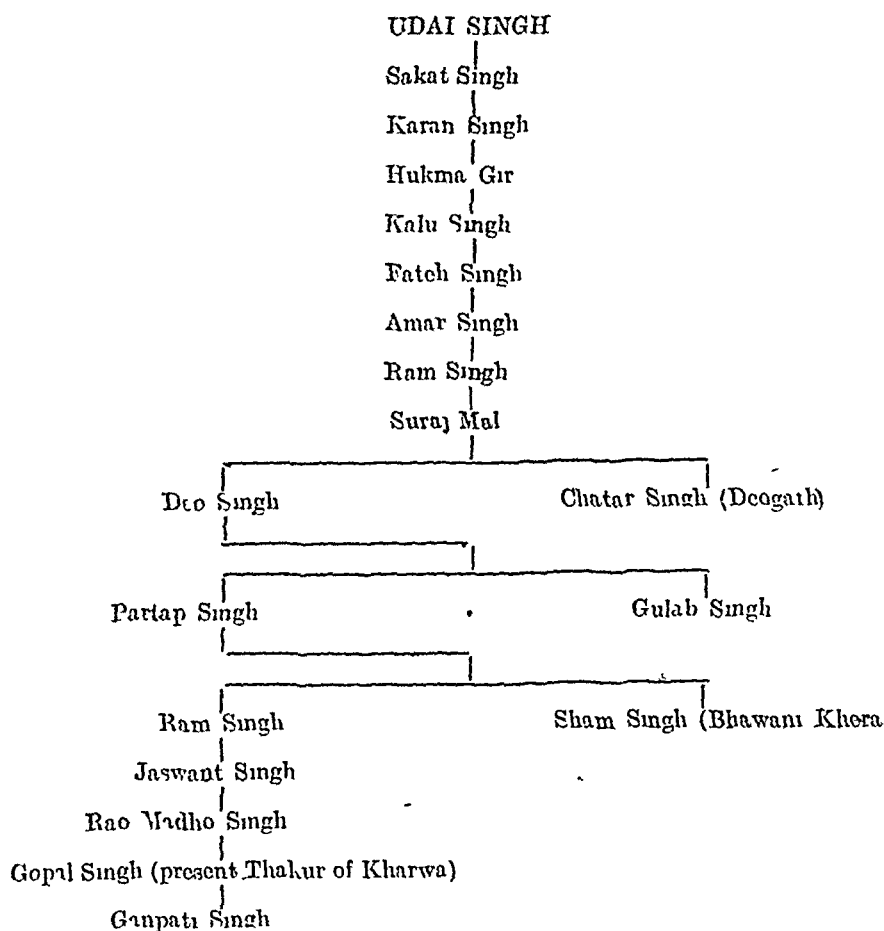 UDAI SINGH
Sakat Singh
Karan Singh
Hukma Gir
Kalu Singh
Fateh Singh
Amar Singh
Ram Singh
Suraj Mal
Deo Singh Chatar Singh (Deogarh)
Partap Singh Gulab Singh
Ram Singh Sham Singh (Bhawani Khera
Jaswant Singh
Rao Madho Singh
Gopal Singh (present Thakur of Kharwa)
Ganpati Singh